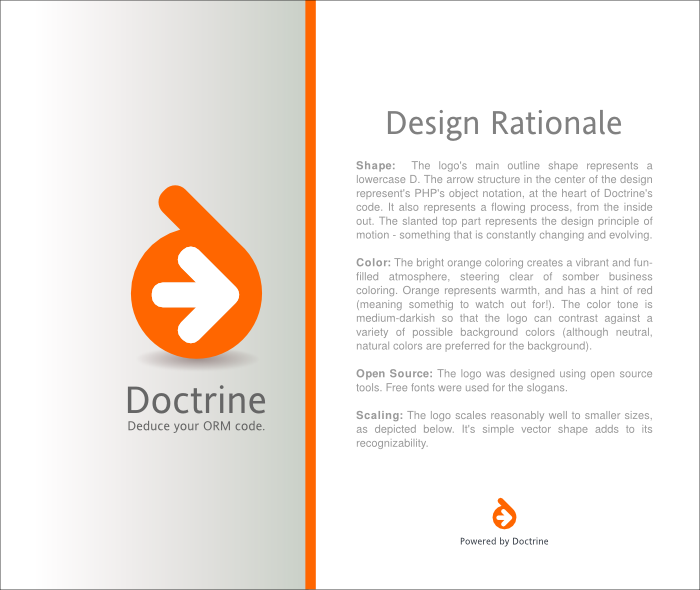 Doctrine
Deduce your ORM code.
Design Rationale
Shape: The logo's main outline shape represents a
lowercase D. The arrow structure in the center of the design
represent's PHP's object notation, at the heart of Doctrine's
code. It also represents a flowing process, from the inside
out. The slanted top part represents the design principle of
motion - something that is constantly changing and evolving.
Color: The bright orange coloring creates a vibrant and fun-
filled atmosphere, steering clear of somber business
coloring. Orange represents warmth, and has a hint of red
(meaning somethig to watch out for!). The color tone is
medium-darkish so that the logo can contrast against a
variety of possible background colors (although neutral,
natural colors are preferred for the background).
Open Source: The logo was designed using open source
tools. Free fonts were used for the slogans.
Scaling: The logo scales reasonably well to smaller sizes,
as depicted below. It's simple vector shape adds to its
recognizability.
Powered by Doctrine